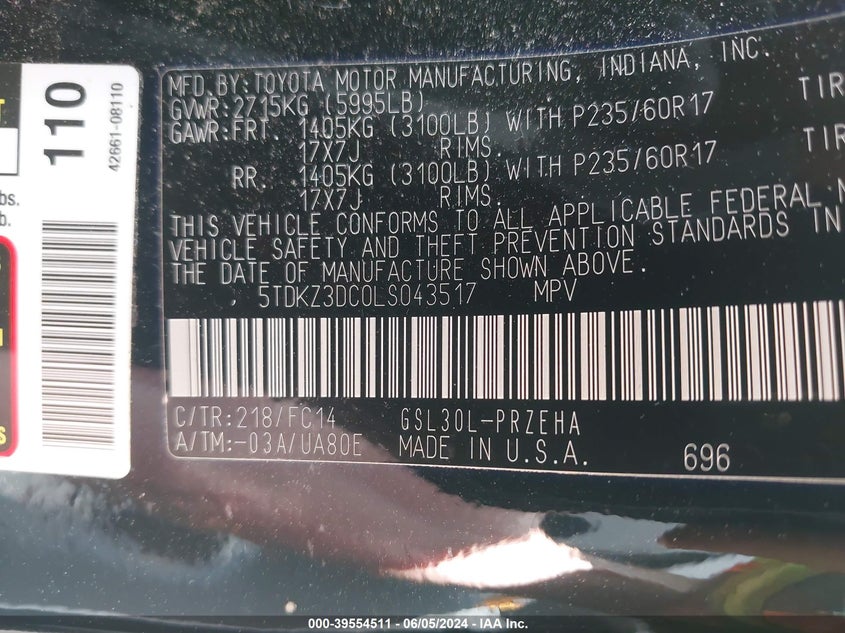 MFD. BY: TOYOTA MOTOR MANUFACTURING, INDIANA, INC.
GVWR: 2715KG (5995LB)
GAWR: FRT. 1405KG (3100LB) WITH P235/60R17 TIR
17X7J RIMS.
RR. 1405KG (3100LB) WITH P235/60R17 TIR
17X7J RIMS.
THIS VEHICLE CONFORMS TO ALL APPLICABLE FEDERAL
VEHICLE SAFETY AND THEFT PREVENTION STANDARDS IN
THE DATE OF MANUFACTURE SHOWN ABOVE.
5TDKZ3DC0LS043517 MPV
C/TR: 218/FC14 GSL30L-PRZEHA
A/TM: -03A/UA80E MADE IN U.S.A. 696
110
42661-08110
bs.
b.
000-39554511 - 06/05/2024 - IAA Inc.